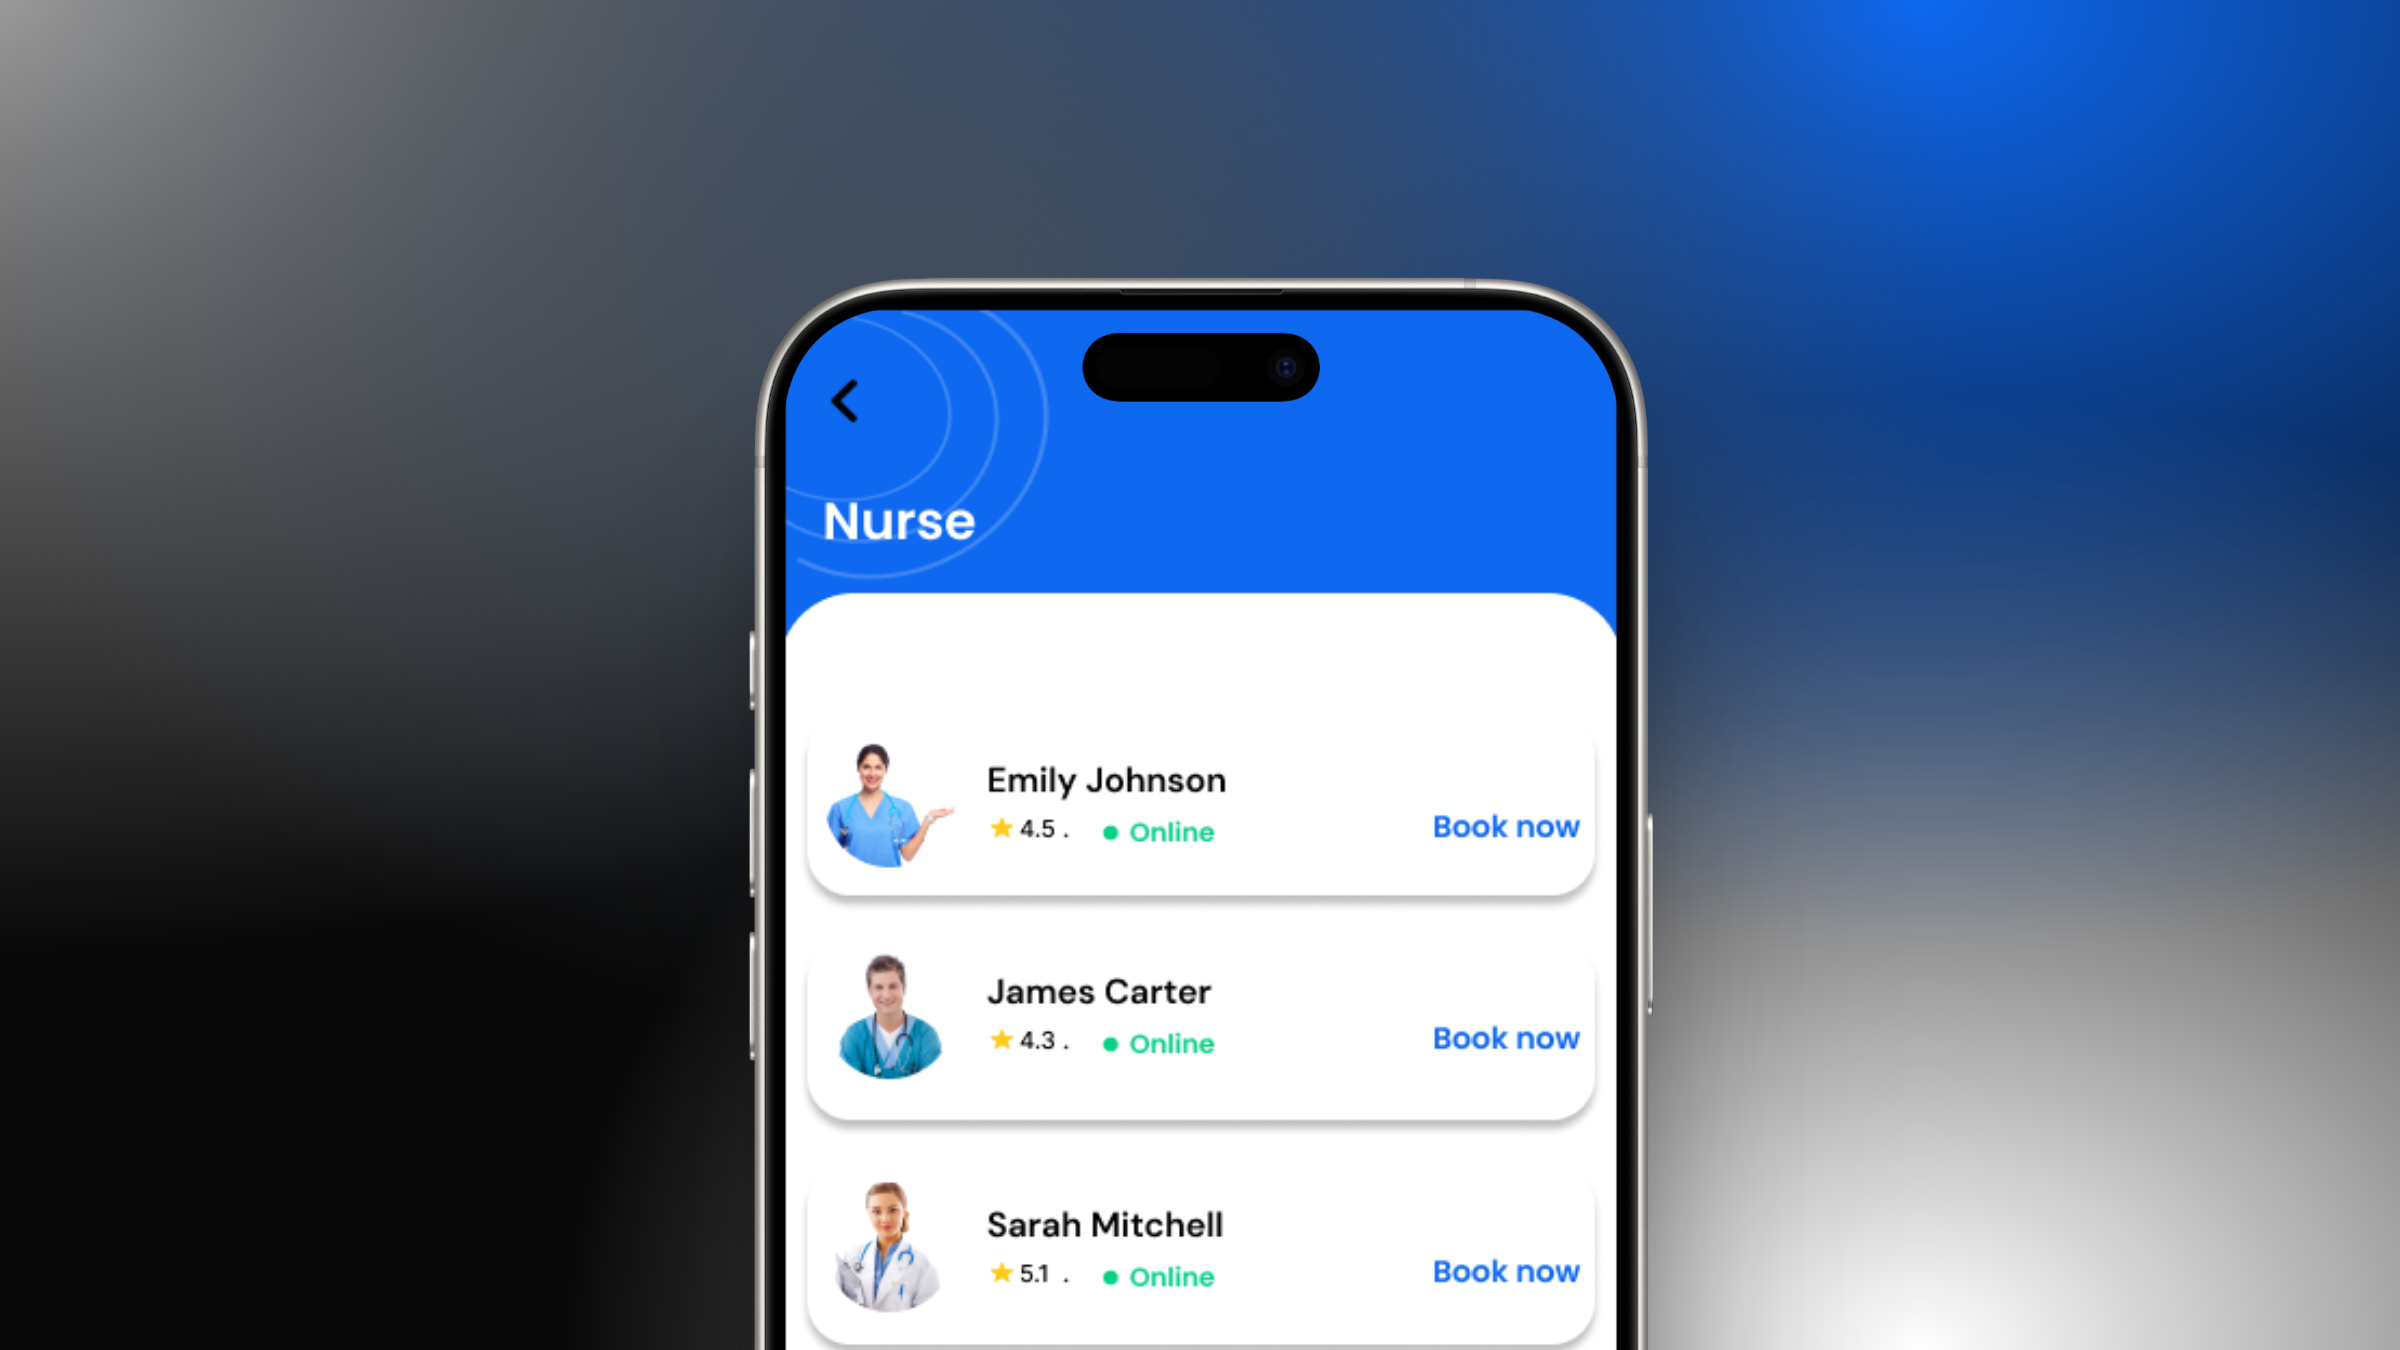 Nurse
Emily Johnson
4.5 .
Online
Book now
James Carter
4.3 .
Online
Book now
Sarah Mitchell
5.1 .
Online
Book now